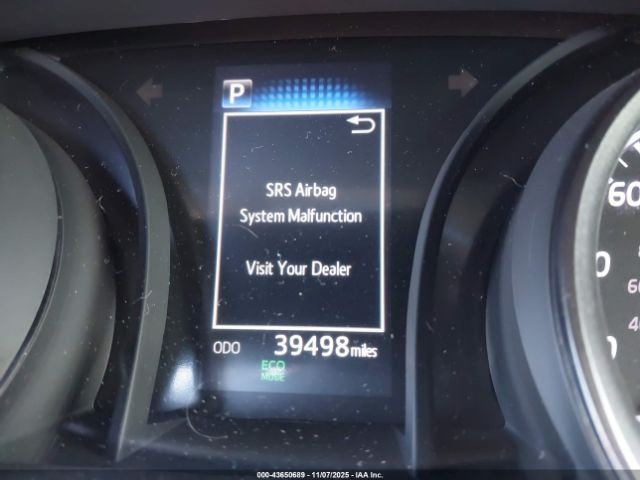 P
SRS Airbag
System Malfunction
Visit Your Dealer
ODO 39498 miles
ECO
MODE
60
60
000-43650689 - 11/07/2025 - IAA Inc.